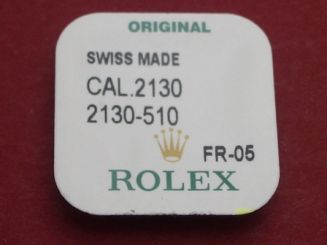 ORIGINAL
SWISS MADE
CAL.2130
2130-510
FR-05
ROLEX